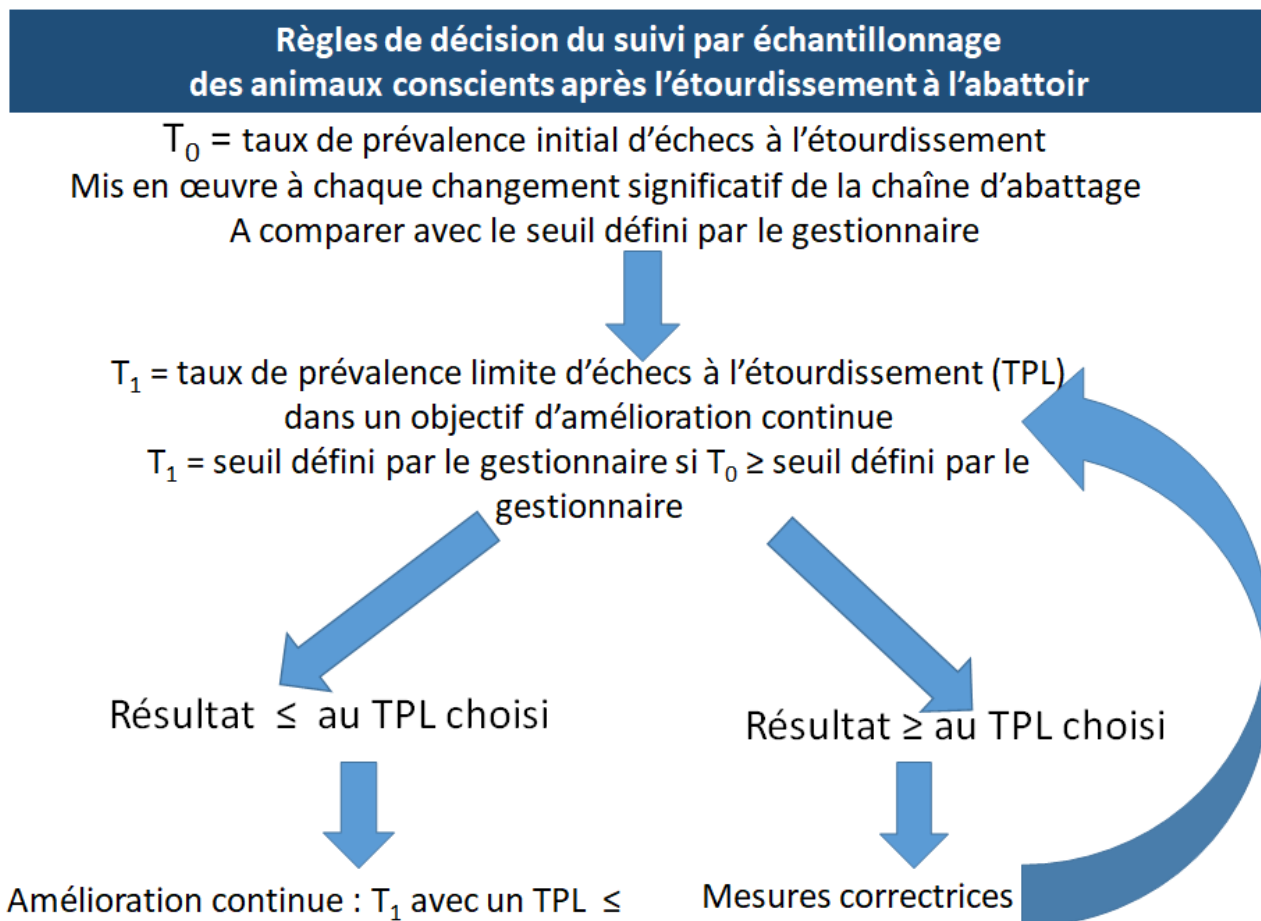 Règles de décision du suivi par échantillonnage
des animaux conscients après l'étourdissement à l'abattoir
T₀ = taux de prévalence initial d'échecs à l'étourdissement
Mis en œuvre à chaque changement significatif de la chaîne d'abattage
A comparer avec le seuil défini par le gestionnaire
T₁ = taux de prévalence limite d'échecs à l'étourdissement (TPL)
dans un objectif d'amélioration continue
T₁ = seuil défini par le gestionnaire si T₀ ≥ seuil défini par le
gestionnaire
Résultat ≤ au TPL choisi
Résultat ≥ au TPL choisi
Amélioration continue : T₁ avec un TPL ≤
Mesures correctrices